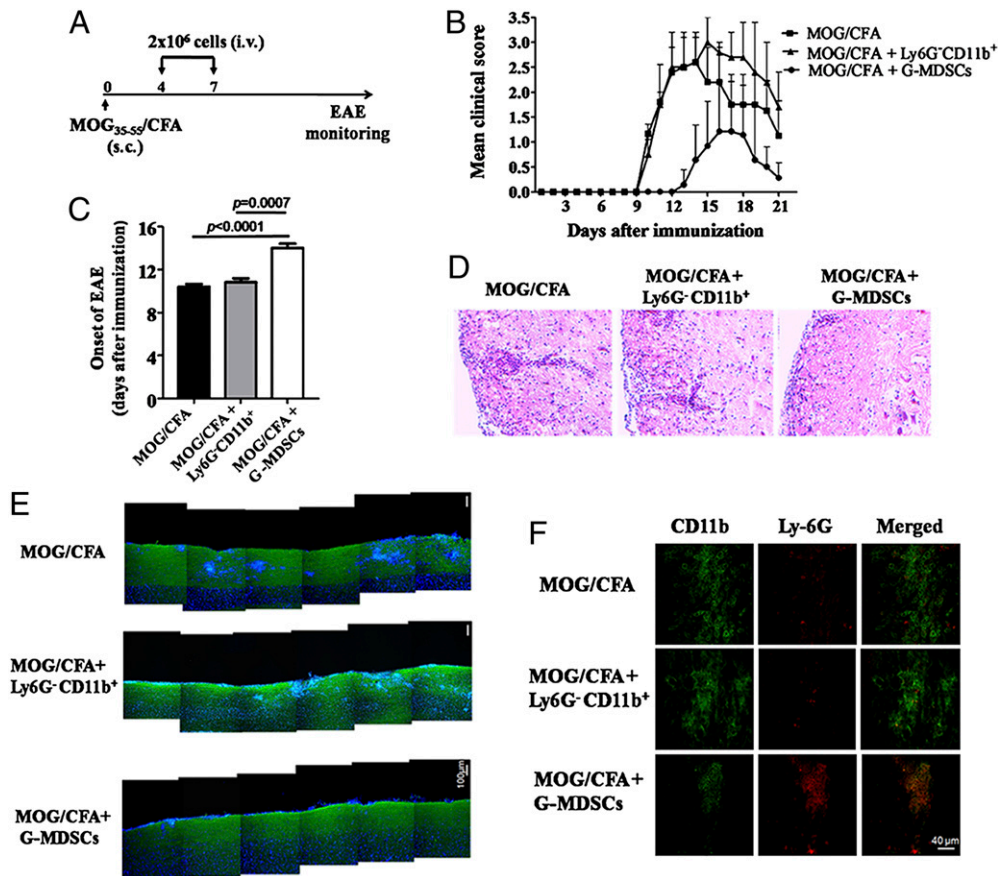 A
2x10⁶ cells (i.v.)
0 4 7
MOG₃₅₋₅₅/CFA
(s.c.)
EAE
monitoring
B
Mean clinical score
3.5
3.0
2.5
2.0
1.5
1.0
0.5
0.0
3 6 9 12 15 18 21
Days after immunization
MOG/CFA
MOG/CFA + Ly6G⁻CD11b⁺
MOG/CFA + G-MDSCs
C
p=0.0007
p<0.0001
Onset of EAE
(days after immunization)
16
12
8
4
0
MOG/CFA
MOG/CFA +
Ly6G⁻CD11b⁺
MOG/CFA +
G-MDSCs
D
MOG/CFA
MOG/CFA+
Ly6G⁻CD11b⁺
MOG/CFA+
G-MDSCs
E
MOG/CFA
MOG/CFA+
Ly6G⁻CD11b⁺
MOG/CFA+
G-MDSCs
100µm
F
CD11b Ly-6G Merged
MOG/CFA
MOG/CFA+
Ly6G⁻CD11b⁺
MOG/CFA+
G-MDSCs
40 µm